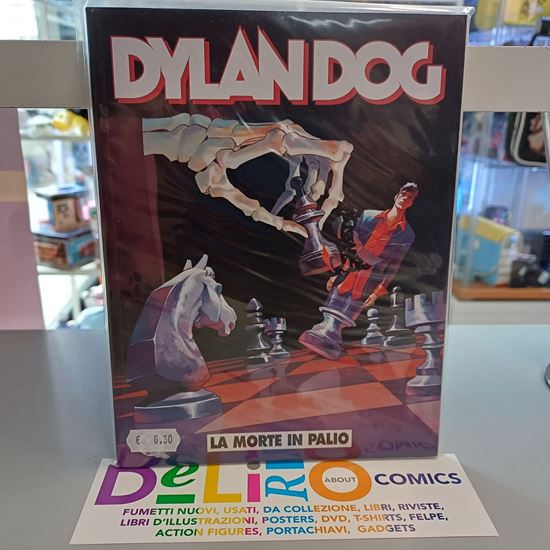 DYLAN DOG
€ 6,30
LA MORTE IN PALIO
DeLiRiO ABOUT COMICS
FUMETTI NUOVI, USATI, DA COLLEZIONE, LIBRI, RIVISTE,
LIBRI D'ILLUSTRAZIONI, POSTERS, DVD, T-SHIRTS, FELPE,
ACTION FIGURES, PORTACHIAVI, GADGETS